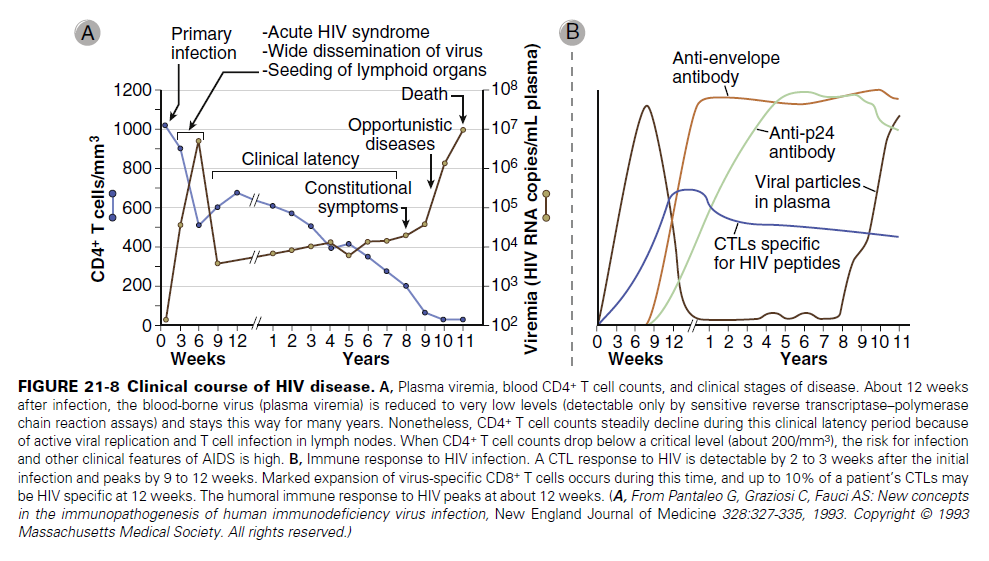 A
Primary
infection
-Acute HIV syndrome
-Wide dissemination of virus
-Seeding of lymphoid organs
Death
Opportunistic
diseases
Clinical latency
Constitutional
symptoms
CD4⁺ T cells/mm³
1200
1000
800
600
400
200
0
10⁸
10⁷
10⁶
10⁵
10⁴
10³
10²
Viremia (HIV RNA copies/mL plasma)
0 3 6 9 12 1 2 3 4 5 6 7 8 9 10 11
Weeks Years
B
Anti-envelope
antibody
Anti-p24
antibody
Viral particles
in plasma
CTLs specific
for HIV peptides
0 3 6 9 12 1 2 3 4 5 6 7 8 9 10 11
Weeks Years
FIGURE 21-8 Clinical course of HIV disease. A, Plasma viremia, blood CD4⁺ T cell counts, and clinical stages of disease. About 12 weeks
after infection, the blood-borne virus (plasma viremia) is reduced to very low levels (detectable only by sensitive reverse transcriptase–polymerase
chain reaction assays) and stays this way for many years. Nonetheless, CD4⁺ T cell counts steadily decline during this clinical latency period because
of active viral replication and T cell infection in lymph nodes. When CD4⁺ T cell counts drop below a critical level (about 200/mm³), the risk for infection
and other clinical features of AIDS is high. B, Immune response to HIV infection. A CTL response to HIV is detectable by 2 to 3 weeks after the initial
infection and peaks by 9 to 12 weeks. Marked expansion of virus-specific CD8⁺ T cells occurs during this time, and up to 10% of a patient's CTLs may
be HIV specific at 12 weeks. The humoral immune response to HIV peaks at about 12 weeks. (A, From Pantaleo G, Graziosi C, Fauci AS: New concepts
in the immunopathogenesis of human immunodeficiency virus infection, New England Journal of Medicine 328:327-335, 1993. Copyright © 1993
Massachusetts Medical Society. All rights reserved.)